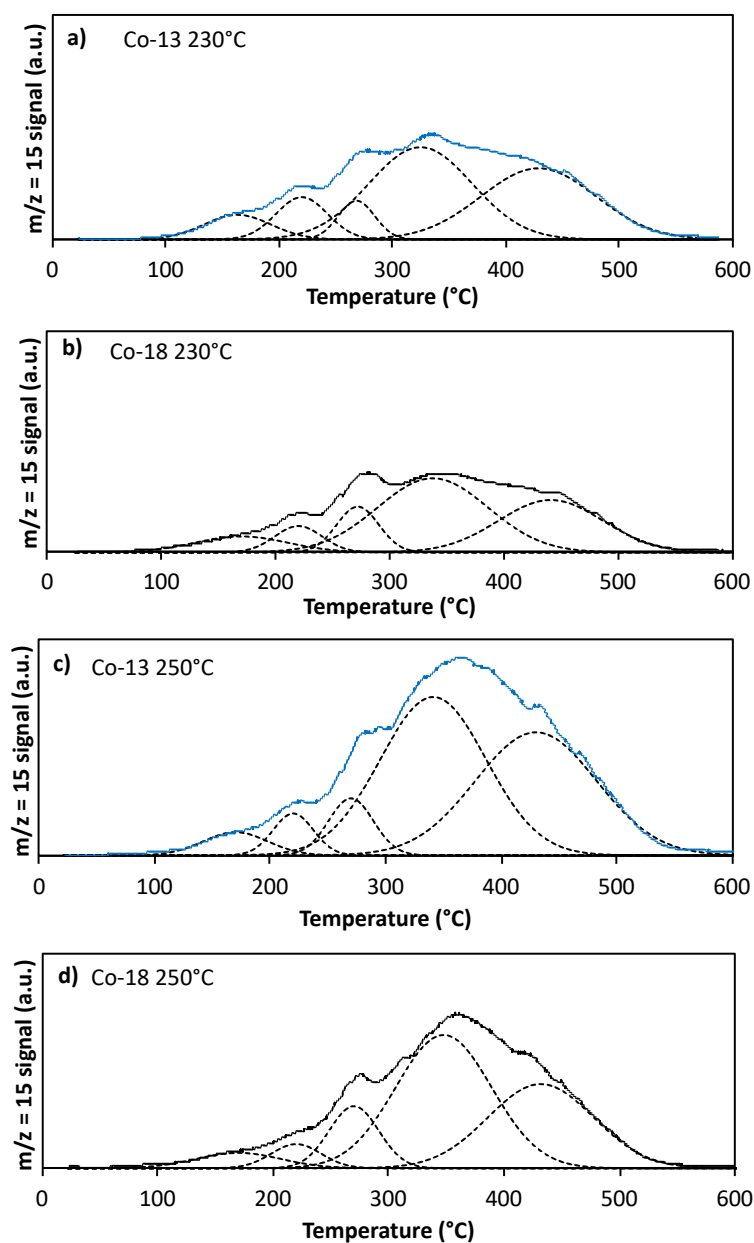 a) Co-13 230°C
m/z = 15 signal (a.u.)
0 100 200 300 400 500 600
Temperature (°C)
b) Co-18 230°C
m/z = 15 signal (a.u.)
0 100 200 300 400 500 600
Temperature (°C)
c) Co-13 250°C
m/z = 15 signal (a.u.)
0 100 200 300 400 500 600
Temperature (°C)
d) Co-18 250°C
m/z = 15 signal (a.u.)
0 100 200 300 400 500 600
Temperature (°C)